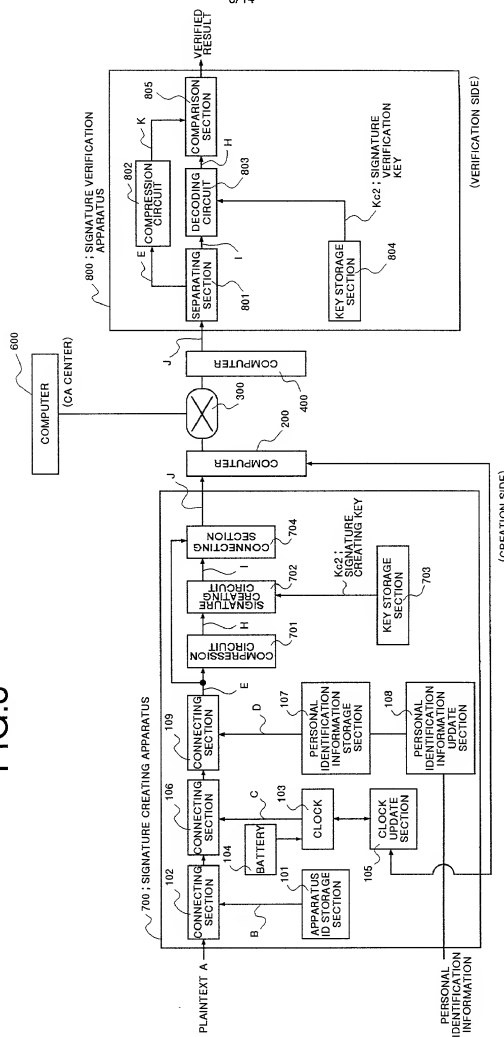 FIG.8
700 ; SIGNATURE CREATING APPARATUS
PLAINTEXT A
102
CONNECTING
SECTION
106
CONNECTING
SECTION
109
CONNECTING
SECTION
E
B
101
APPARATUS
ID STORAGE
SECTION
BATTERY
104
C
103
CLOCK
CLOCK
UPDATE
SECTION
105
D
107
PERSONAL
IDENTIFICATION
INFORMATION
STORAGE
SECTION
108
PERSONAL
IDENTIFICATION
INFORMATION
UPDATE
SECTION
PERSONAL
IDENTIFICATION
INFORMATION
COMPRESSION
CIRCUIT
701
H
SIGNATURE
CREATING
CIRCUIT
702
I
CONNECTING
SECTION
704
Kc2 ;
SIGNATURE
CREATING KEY
KEY STORAGE
SECTION
703
J
(CREATION SIDE)
COMPUTER
200
300
COMPUTER
400
600
COMPUTER
(CA CENTER)
J
800 ; SIGNATURE VERIFICATION
APPARATUS
SEPARATING
SECTION
801
E
802
COMPRESSION
CIRCUIT
K
I
DECODING
CIRCUIT
803
H
805
COMPARISON
SECTION
VERIFIED
RESULT
Kc2 ; SIGNATURE
VERIFICATION
KEY
KEY STORAGE
SECTION
804
(VERIFICATION SIDE)